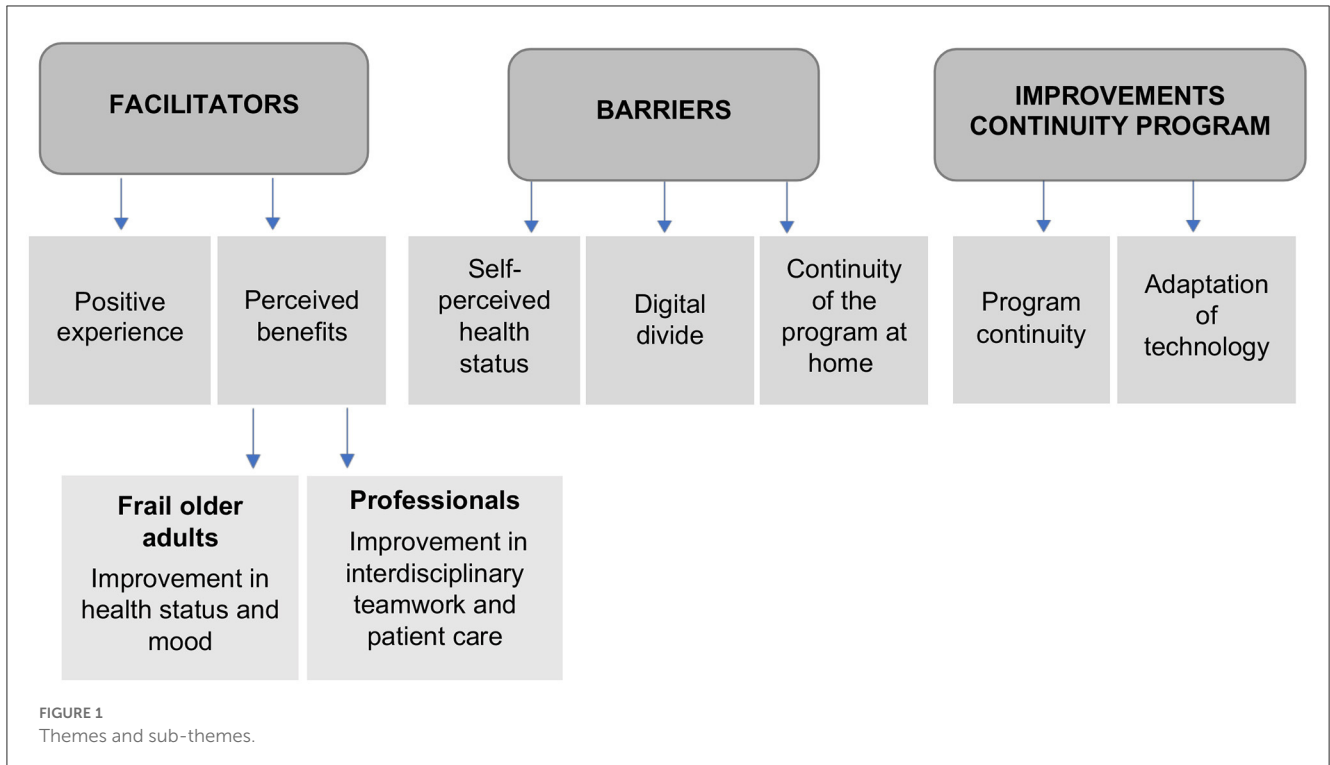 FACILITATORS
BARRIERS
IMPROVEMENTS
CONTINUITY PROGRAM
Positive
experience
Perceived
benefits
Self-
perceived
health
status
Digital
divide
Continuity
of the
program at
home
Program
continuity
Adaptation
of
technology
Frail older
adults
Improvement in
health status and
mood
Professionals
Improvement in
interdisciplinary
teamwork and
patient care
FIGURE 1
Themes and sub-themes.